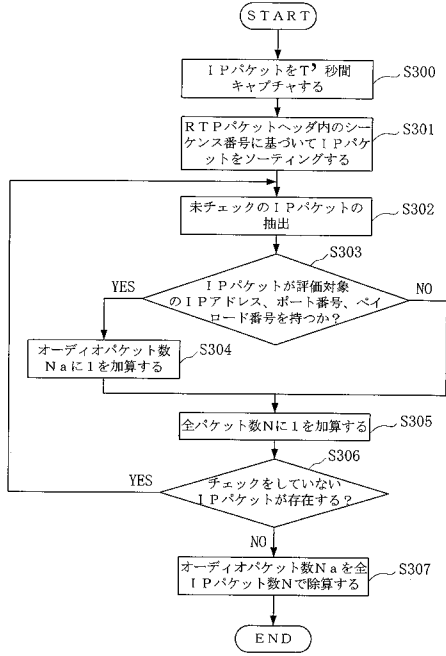 START
IPパケットをT’秒間
キャプチャする
S300
RTPパケットヘッダ内のシー
ケンス番号に基づいてIPパケ
ットをソーティングする
S301
未チェックのIPパケットの
抽出
S302
S303
YES
IPパケットが評価対象
のIPアドレス、ポート番号、ペイ
ロード番号を持つか?
NO
オーディオパケット数
Naに1を加算する
S304
全パケット数Nに1を加算する
S305
S306
YES
チェックをしていない
IPパケットが存在する?
NO
オーディオパケット数Naを全
IPパケット数Nで除算する
S307
END